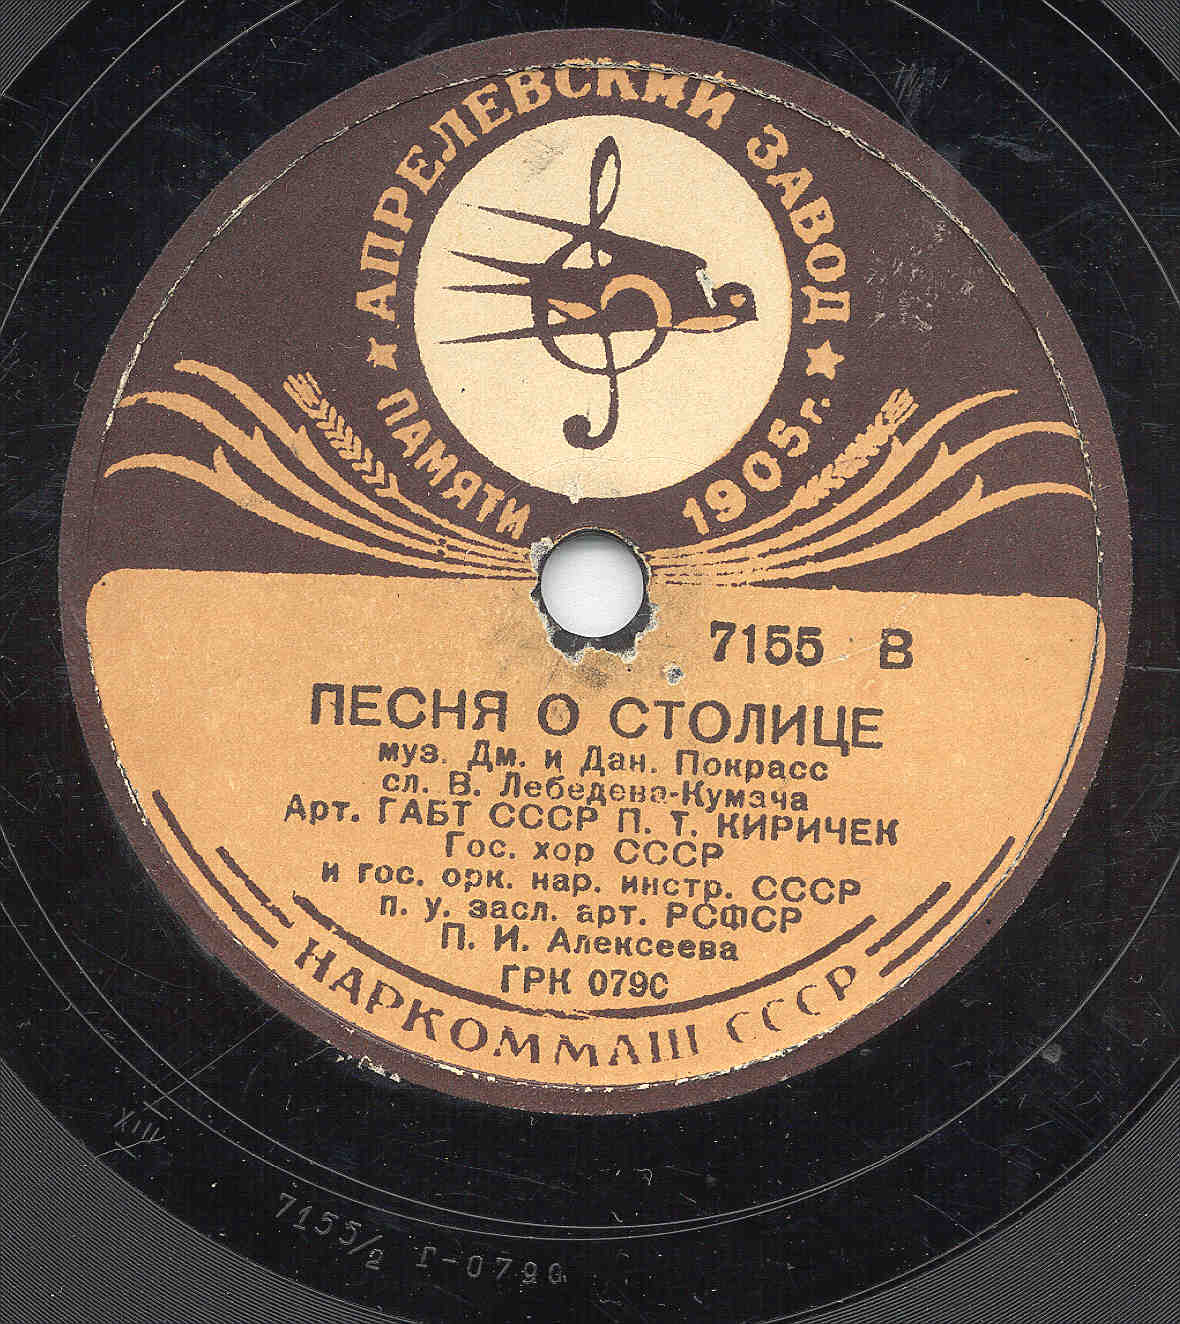 АПРЕЛЕВСКИЙ ЗАВОД
ПАМЯТИ 1905 г.
7155 В
ПЕСНЯ О СТОЛИЦЕ
муз. Дм. и Дан. Покрасс
сл. В. Лебедева-Кумача
Арт. ГАБТ СССР П. Т. КИРИЧЕК
Гос. хор СССР
и гос. орк. нар. инстр. СССР
п. у. засл. арт. РСФСР
П. И. Алексеева
ГРК 079С
НАРКОММАШ СССР
XIII
7155/2 Г-0790